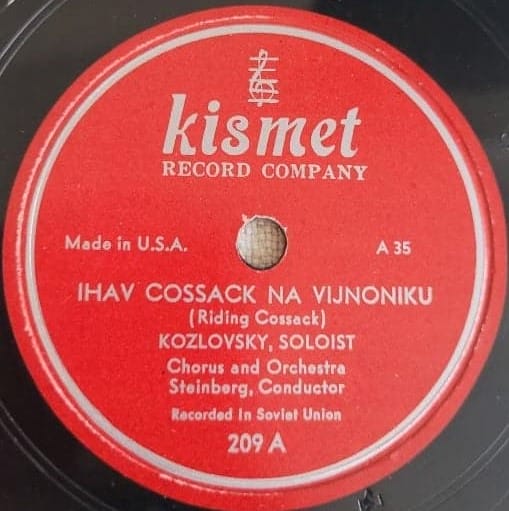 kismet
RECORD COMPANY
Made in U.S.A. A 35
IHAV COSSACK NA VIJNONIKU
(Riding Cossack)
KOZLOVSKY, SOLOIST
Chorus and Orchestra
Steinberg, Conductor
Recorded In Soviet Union
209 A